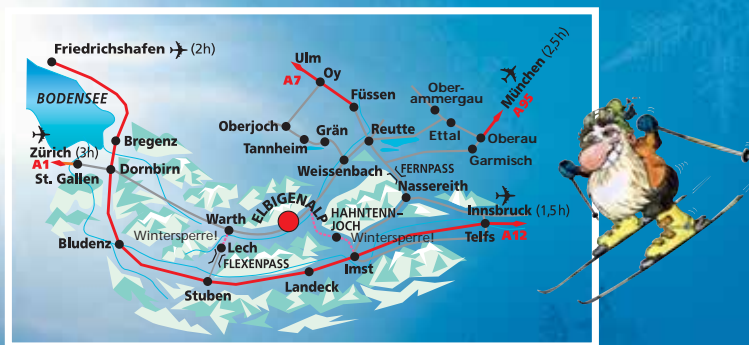 Friedrichshafen (2h)
Ulm
Oy
A7
München (2,5h)
A95
Ober-
ammergau
Füssen
BODENSEE
Oberjoch
Grän
Reutte
Ettal
Oberau
Bregenz
Tannheim
Garmisch
Zürich (3h)
A1
St. Gallen
Dornbirn
Weissenbach
FERNPASS
Nassereith
ELBIGENALP
Innsbruck (1,5h)
Warth
HAHNTENN-
JOCH
Wintersperre!
Wintersperre!
Telfs
A12
Bludenz
Lech
FLEXENPASS
Imst
Landeck
Stuben